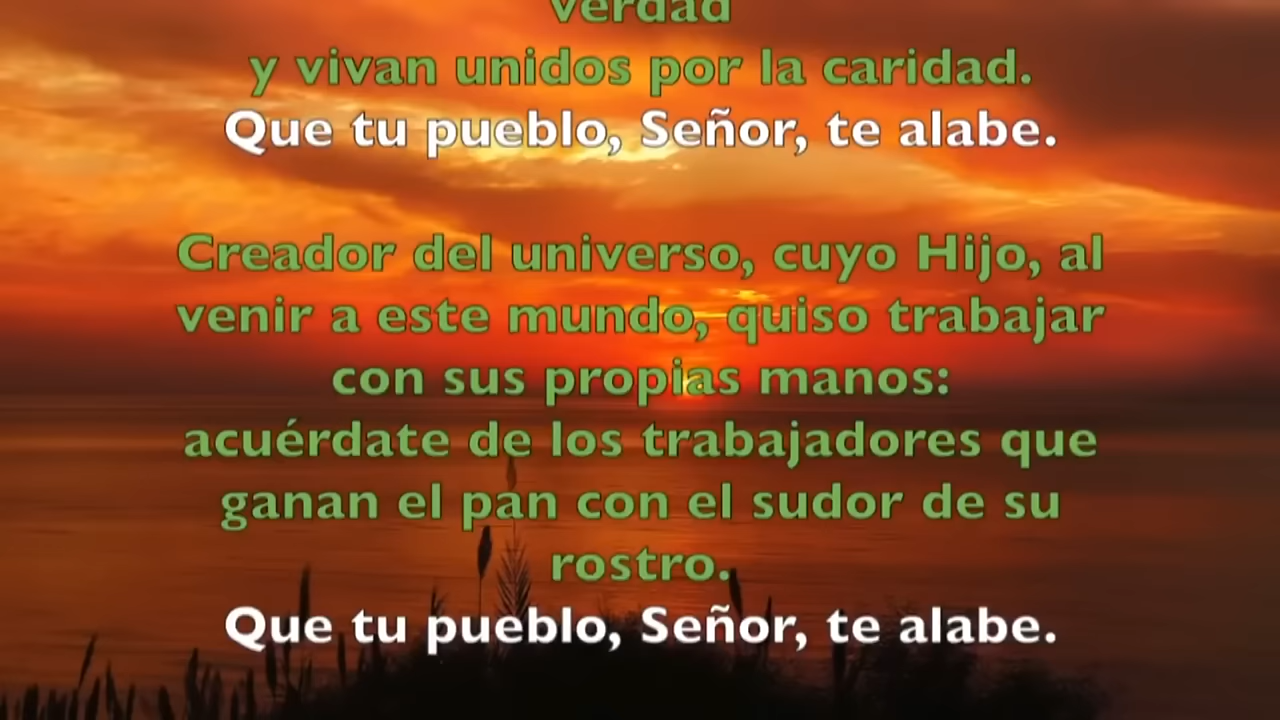 verdad
y vivan unidos por la caridad.
Que tu pueblo, Señor, te alabe.
Creador del universo, cuyo Hijo, al
venir a este mundo, quiso trabajar
con sus propias manos:
acuérdate de los trabajadores que
ganan el pan con el sudor de su
rostro.
Que tu pueblo, Señor, te alabe.